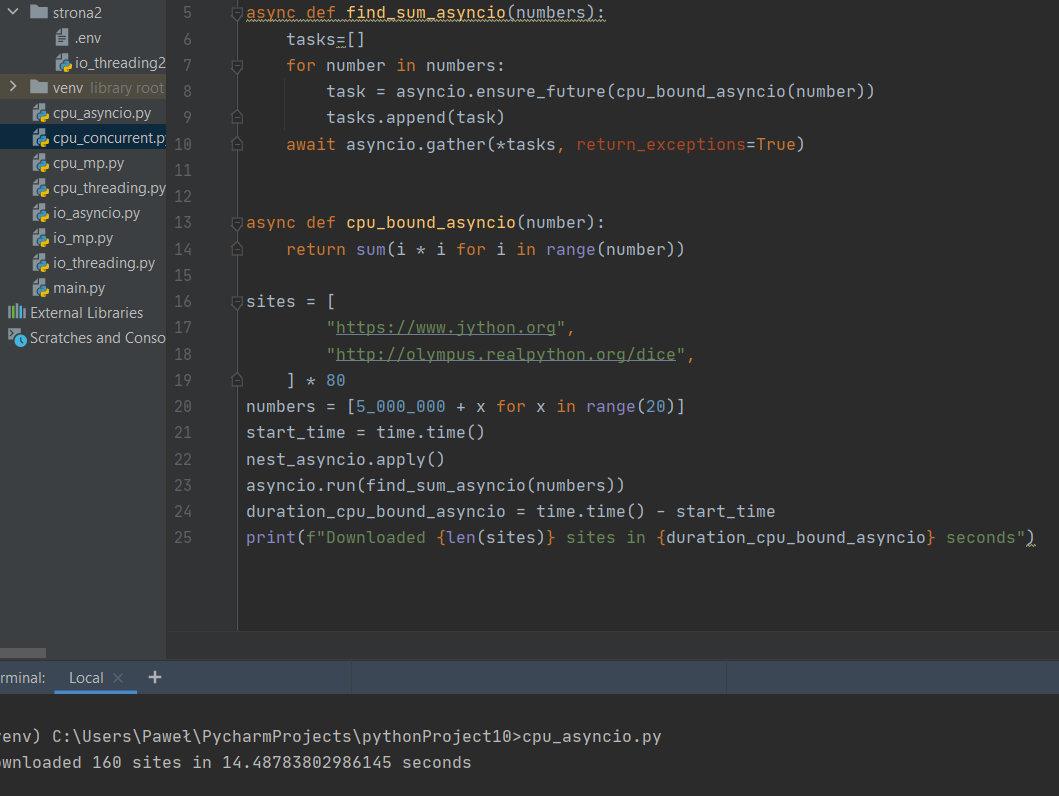 strona2
.env
io_threading2
venv library root
cpu_asyncio.py
cpu_concurrent.p
cpu_mp.py
cpu_threading.py
io_asyncio.py
io_mp.py
io_threading.py
main.py
External Libraries
Scratches and Conso
5 async def find_sum_asyncio(numbers):
6 tasks=[]
7 for number in numbers:
8 task = asyncio.ensure_future(cpu_bound_asyncio(number))
9 tasks.append(task)
10 await asyncio.gather(*tasks, return_exceptions=True)
11
12
13 async def cpu_bound_asyncio(number):
14 return sum(i * i for i in range(number))
15
16 sites = [
17 "https://www.jython.org",
18 "http://olympus.realpython.org/dice",
19 ] * 80
20 numbers = [5_000_000 + x for x in range(20)]
21 start_time = time.time()
22 nest_asyncio.apply()
23 asyncio.run(find_sum_asyncio(numbers))
24 duration_cpu_bound_asyncio = time.time() - start_time
25 print(f"Downloaded {len(sites)} sites in {duration_cpu_bound_asyncio} seconds")
rminal: Local × +
venv) C:\Users\Paweł\PycharmProjects\pythonProject10>cpu_asyncio.py
ownloaded 160 sites in 14.48783802986145 seconds